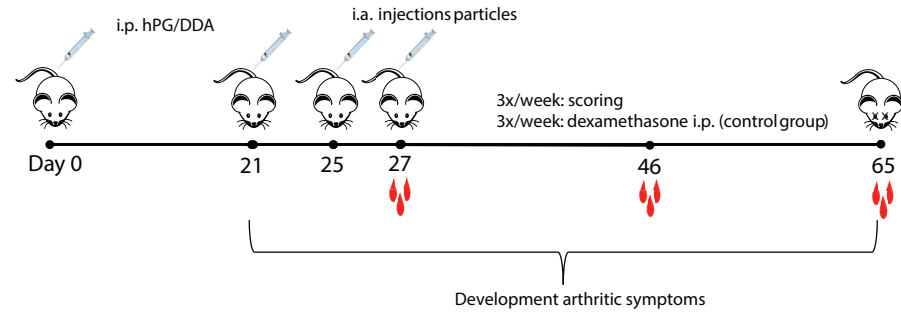 i.p. hPG/DDA
i.a. injections particles
3x/week: scoring
3x/week: dexamethasone i.p. (control group)
Day 0
21
25
27
46
65
Development arthritic symptoms